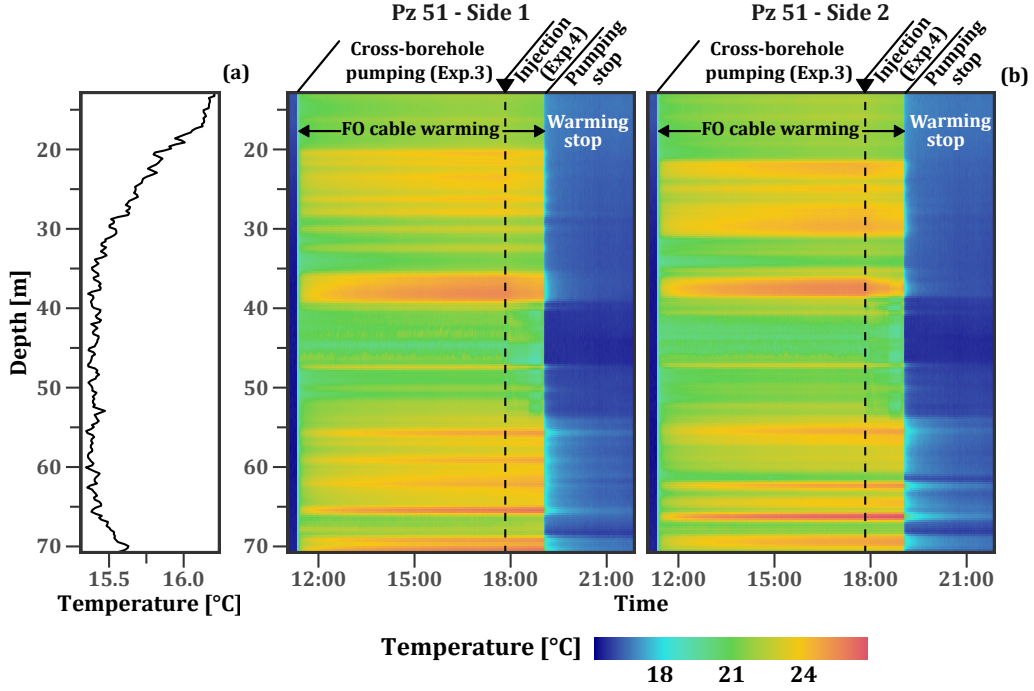 Pz 51 - Side 1
Pz 51 - Side 2
Cross-borehole
pumping (Exp.3)
Injection
(Exp.4)
Pumping
stop
Cross-borehole
pumping (Exp.3)
Injection
(Exp.4)
Pumping
stop
(a)
(b)
FO cable warming
Warming
stop
FO cable warming
Warming
stop
Depth [m]
20
30
40
50
60
70
20
30
40
50
60
70
15.5
16.0
12:00
15:00
18:00
21:00
12:00
15:00
18:00
21:00
Temperature [°C]
Time
Temperature [°C]
18
21
24